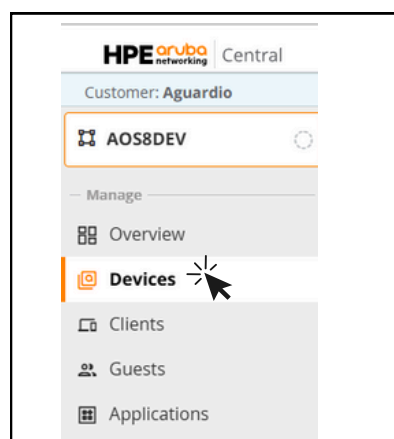 HPE aruba networking Central
Customer: Aguardio
AOS8DEV
Manage
Overview
Devices
Clients
Guests
Applications